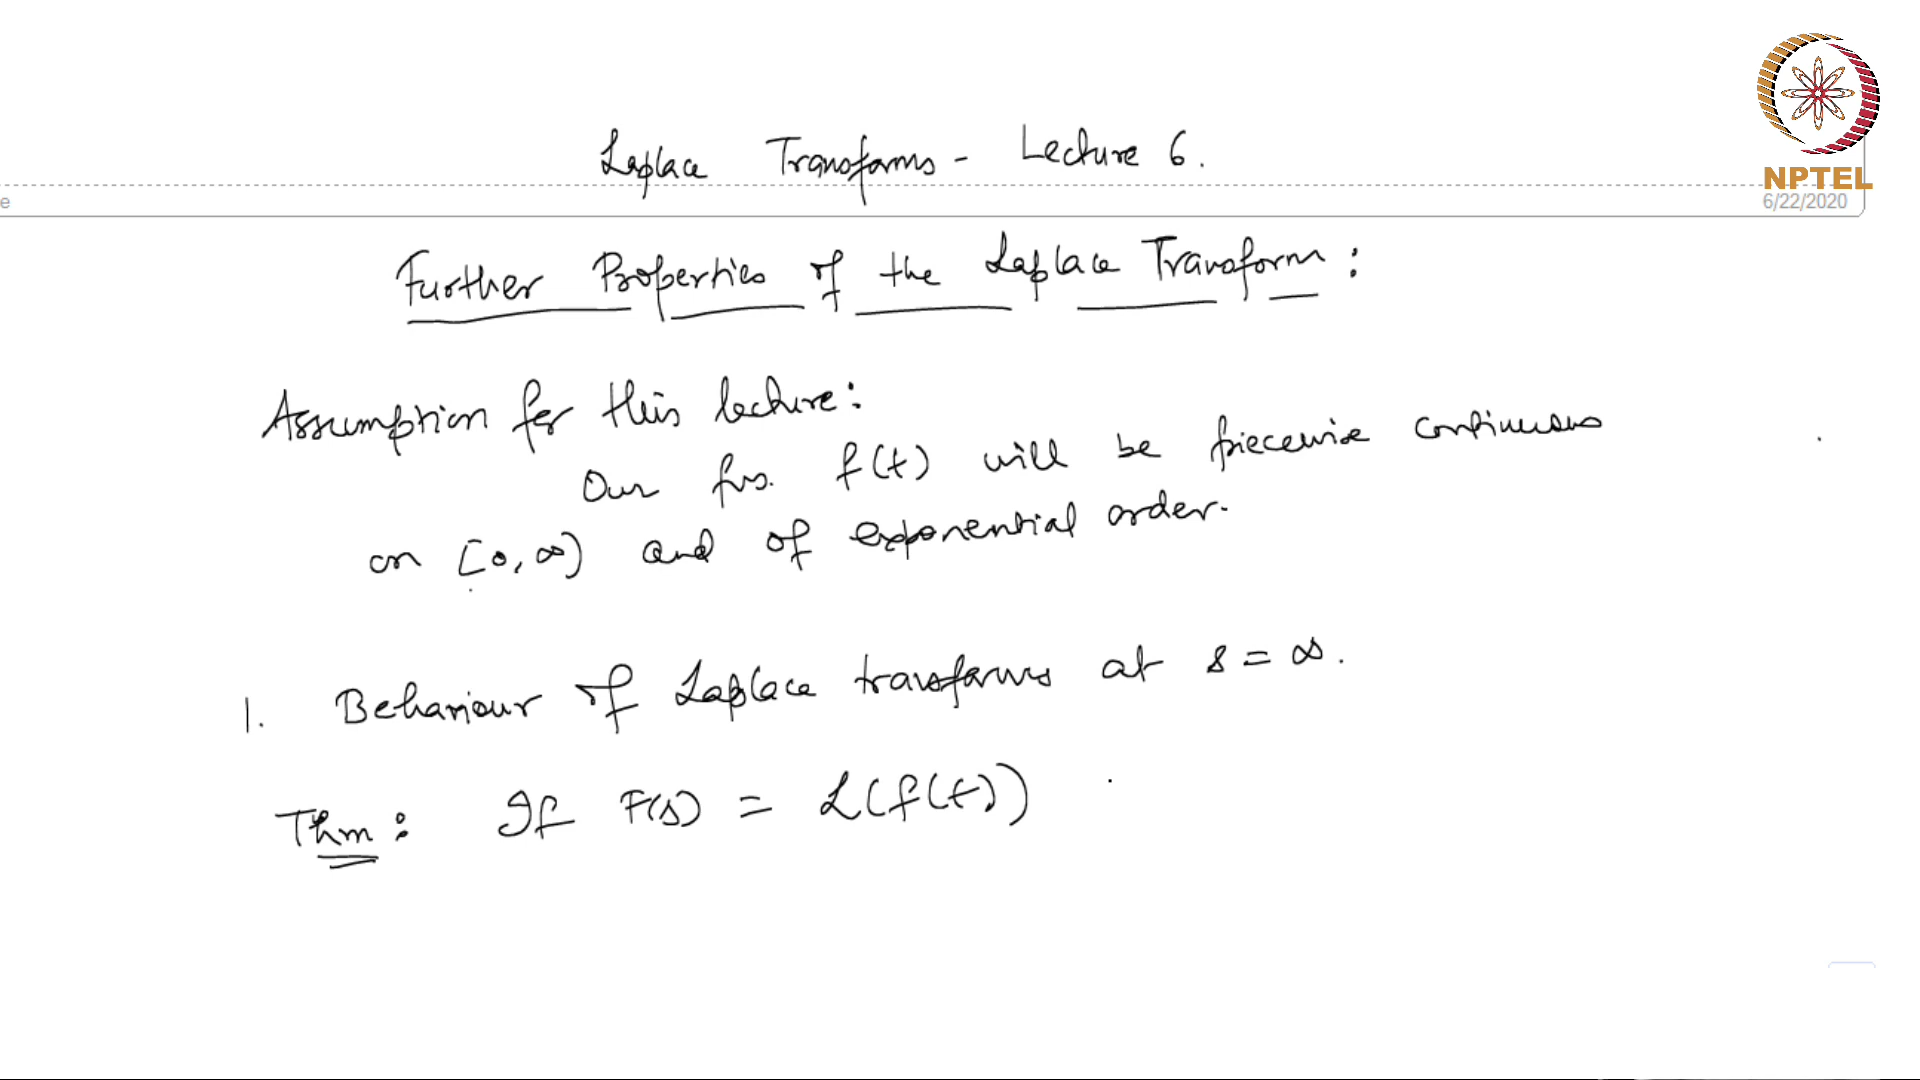 NPTEL
Laplace Transforms - Lecture 6.
e
6/22/2020
Further Properties of the Laplace Transform :
Assumption for this lecture:
Our fns. f(t) will be piecewise continuous
on [0, ∞) and of exponential order.
1. Behaviour of Laplace transforms at s = ∞.
Thm : If F(s) = L(f(t))